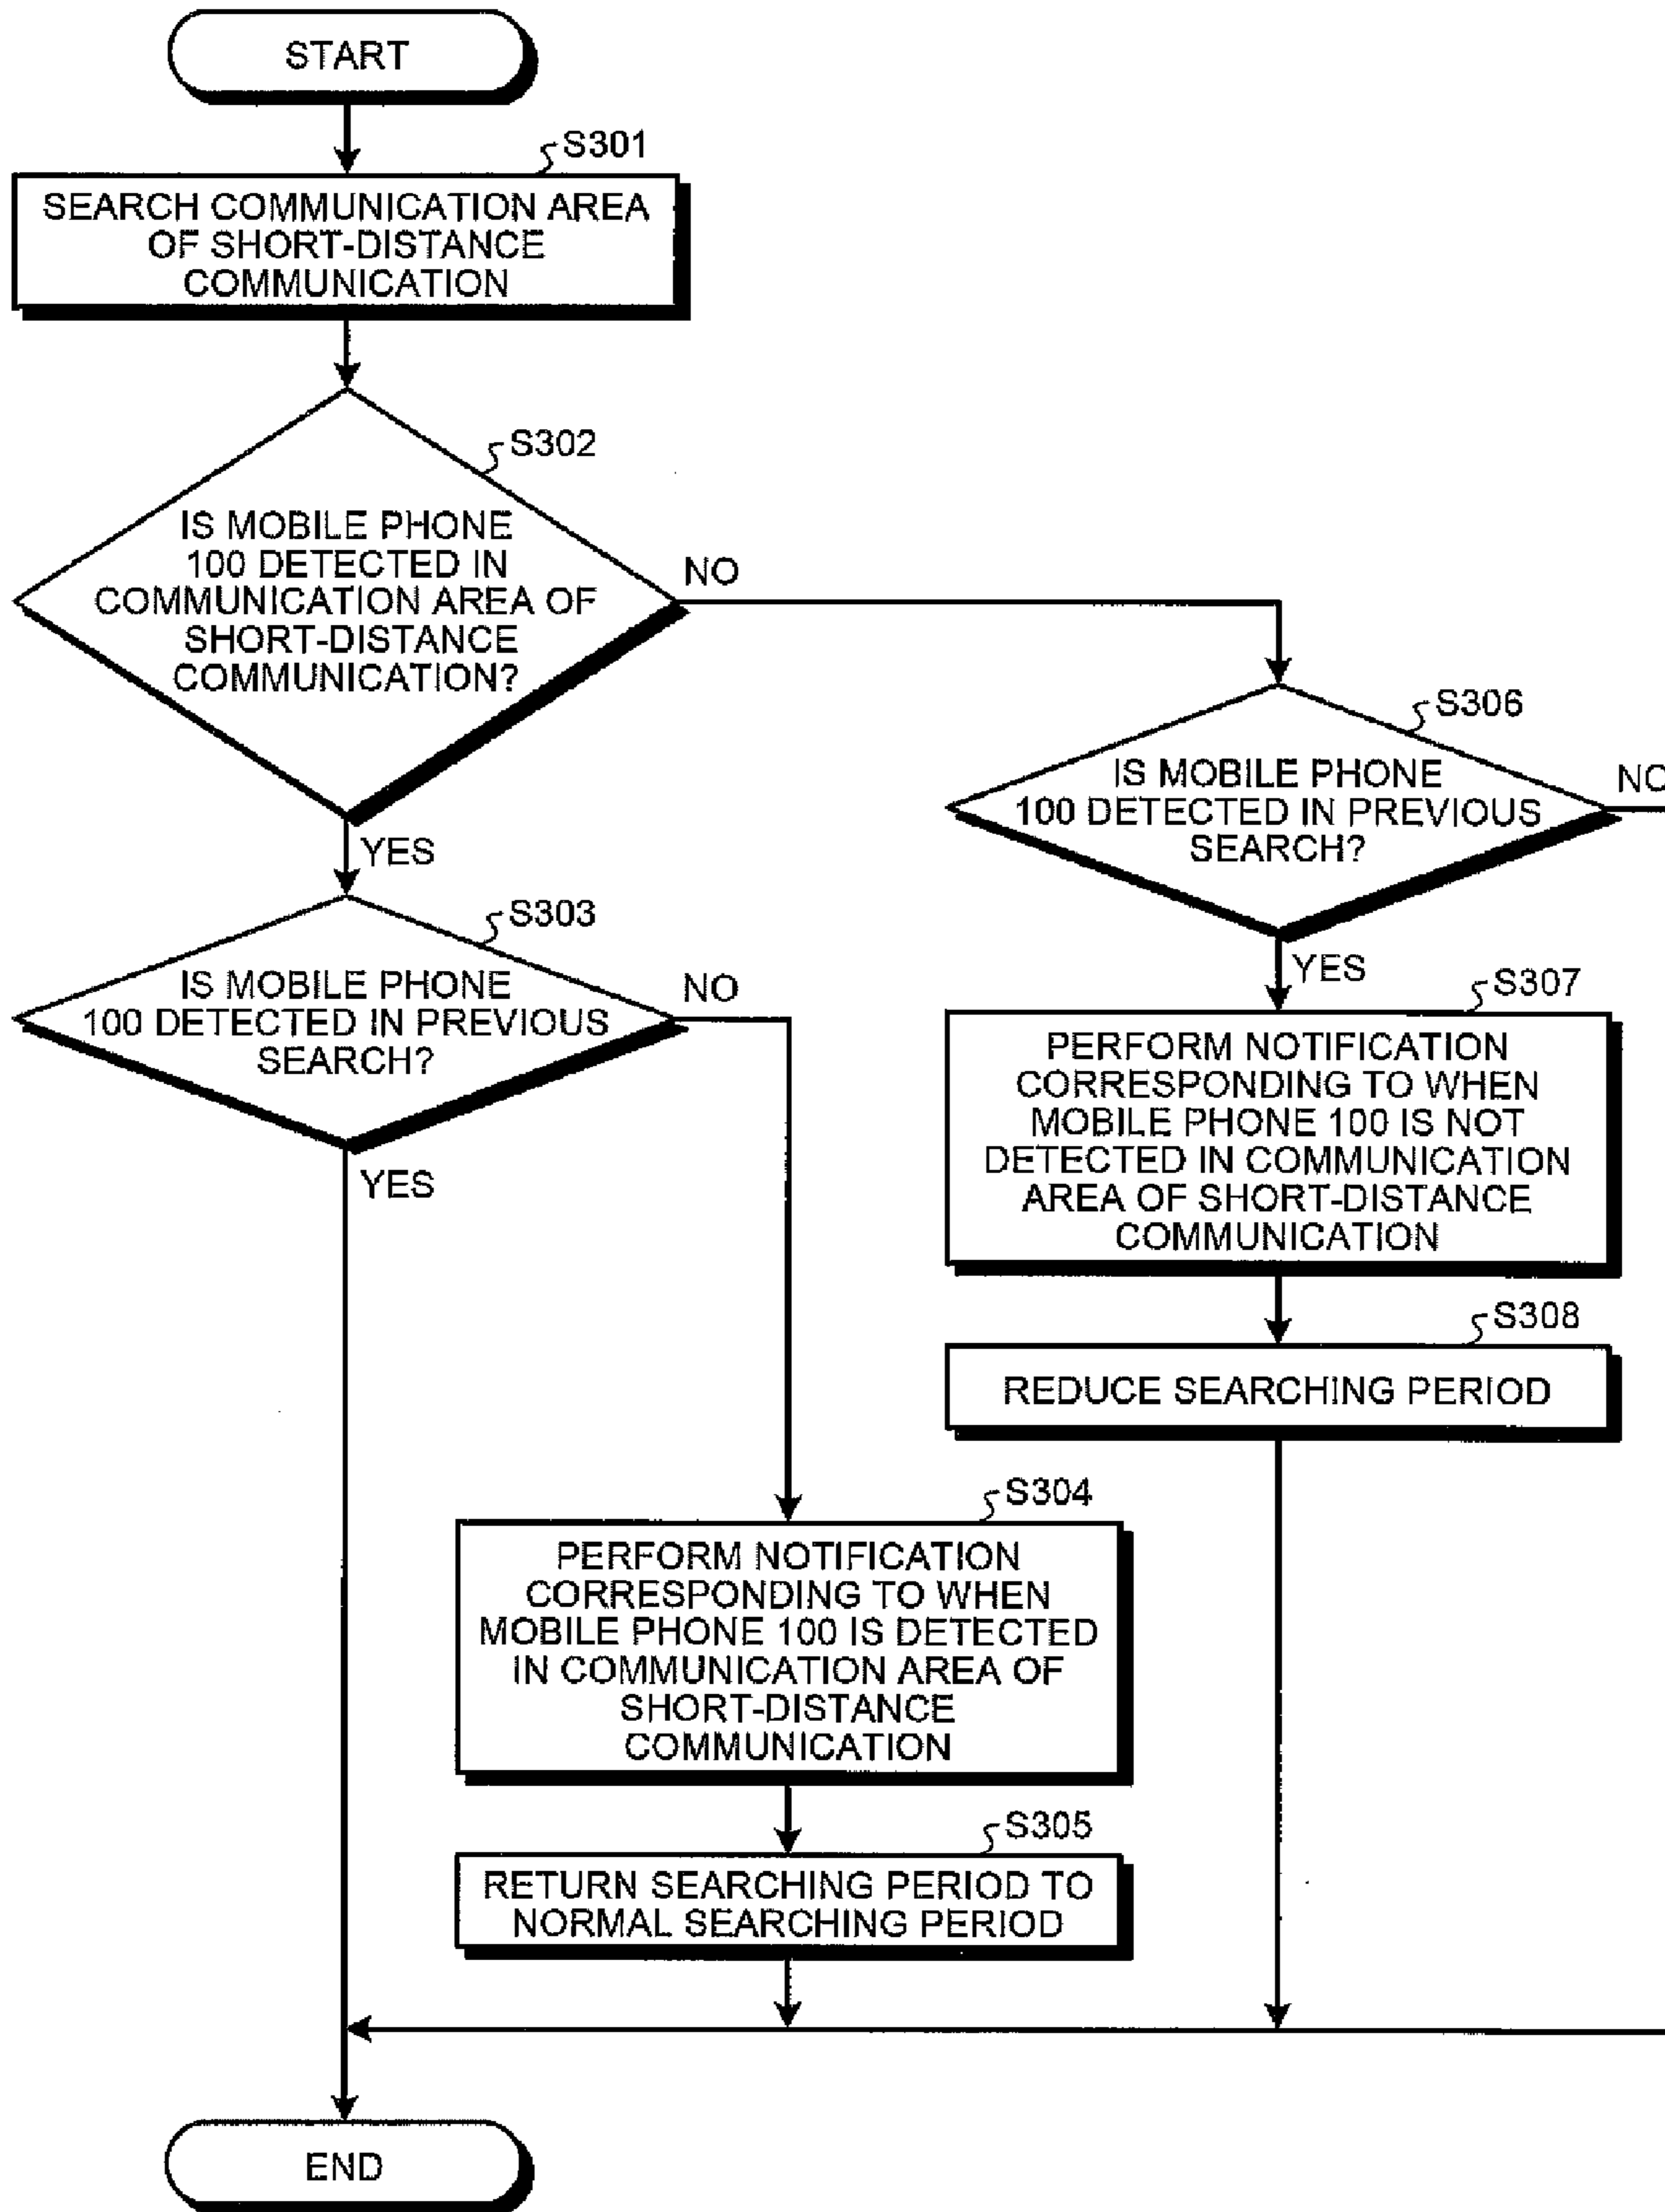 START
S301
SEARCH COMMUNICATION AREA
OF SHORT-DISTANCE
COMMUNICATION
S302
IS MOBILE PHONE
100 DETECTED IN
COMMUNICATION AREA OF
SHORT-DISTANCE
COMMUNICATION?
NO
YES
S303
IS MOBILE PHONE
100 DETECTED IN PREVIOUS
SEARCH?
NO
YES
S304
PERFORM NOTIFICATION
CORRESPONDING TO WHEN
MOBILE PHONE 100 IS DETECTED
IN COMMUNICATION AREA OF
SHORT-DISTANCE
COMMUNICATION
S305
RETURN SEARCHING PERIOD TO
NORMAL SEARCHING PERIOD
S306
IS MOBILE PHONE
100 DETECTED IN PREVIOUS
SEARCH?
NO
YES
S307
PERFORM NOTIFICATION
CORRESPONDING TO WHEN
MOBILE PHONE 100 IS NOT
DETECTED IN COMMUNICATION
AREA OF SHORT-DISTANCE
COMMUNICATION
S308
REDUCE SEARCHING PERIOD
END